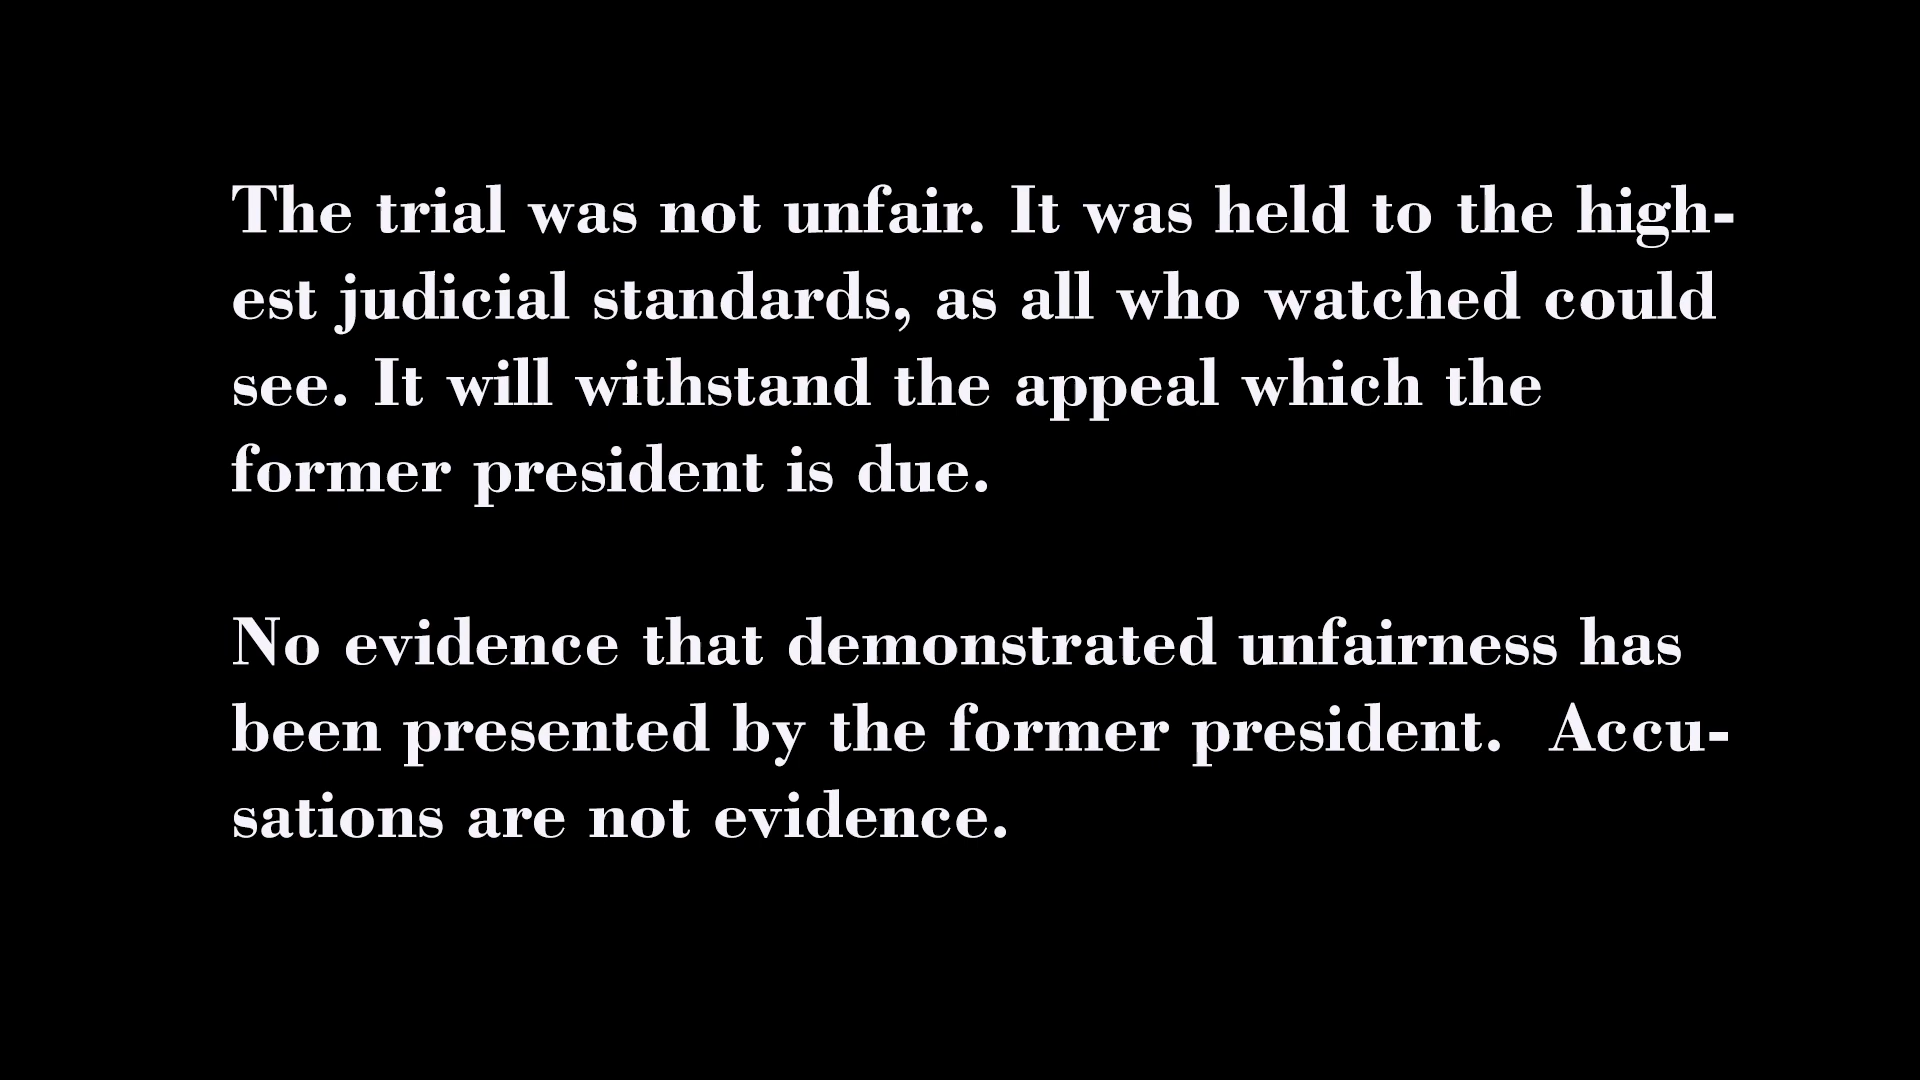 The trial was not unfair. It was held to the high-
est judicial standards, as all who watched could
see. It will withstand the appeal which the
former president is due.
No evidence that demonstrated unfairness has
been presented by the former president.  Accu-
sations are not evidence.